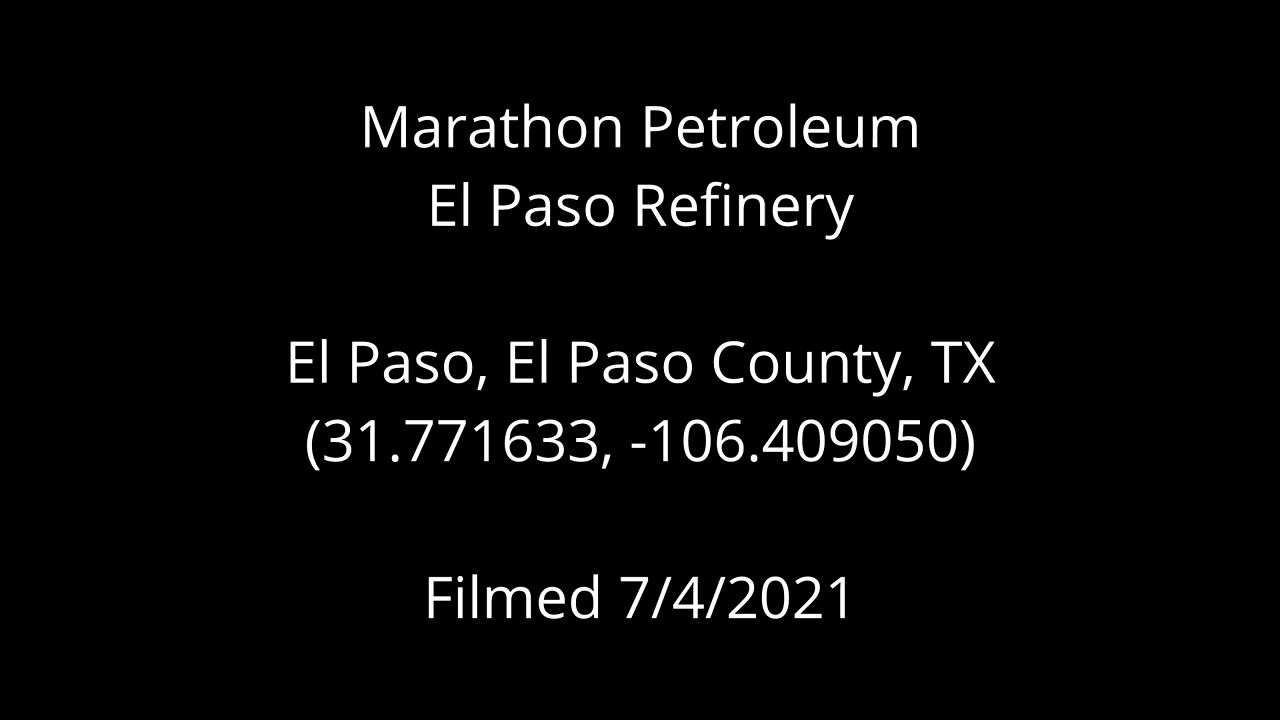 Marathon Petroleum
El Paso Refinery
El Paso, El Paso County, TX
(31.771633, -106.409050)
Filmed 7/4/2021